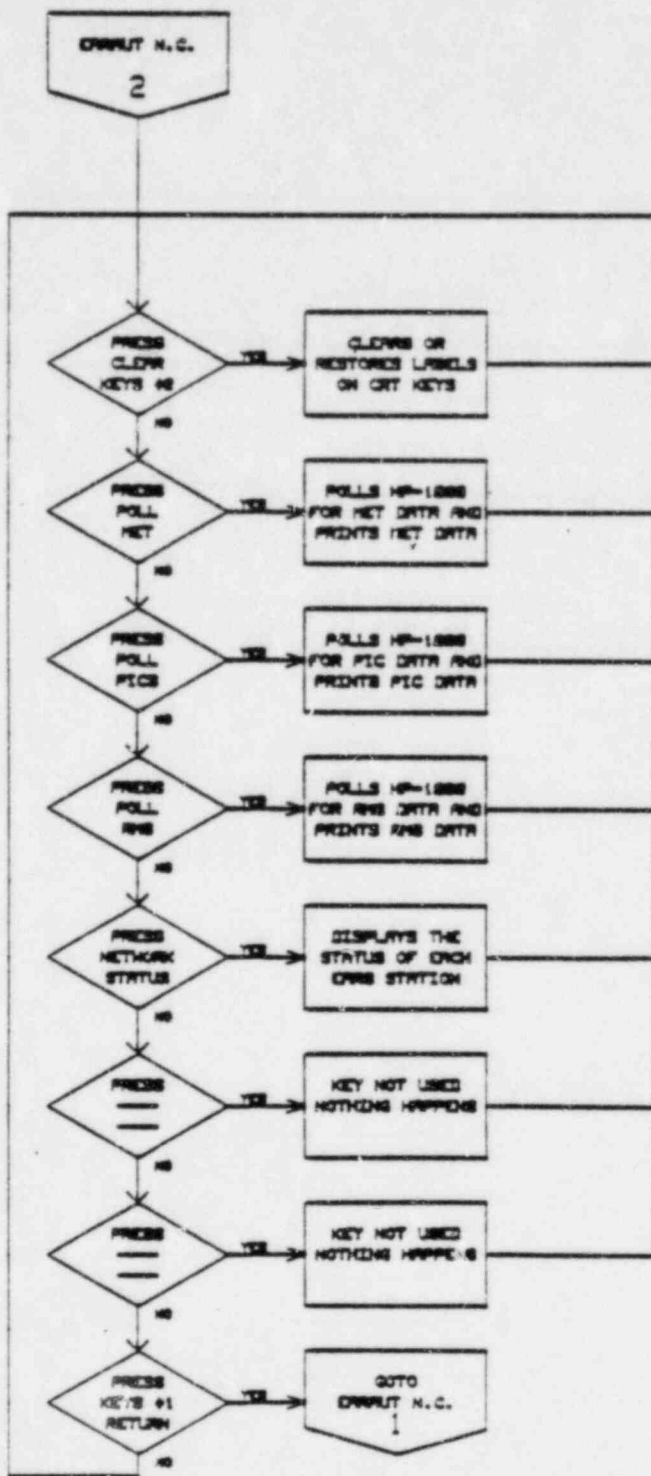 ERRAUT N.C.
2
PRESS
CLEAR
KEYS #2
YES
CLEARS OR
RESTORES LABELS
ON CRT KEYS
NO
PRESS
POLL
MET
YES
POLLS HP-1000
FOR MET DATA AND
PRINTS MET DATA
NO
PRESS
POLL
PICS
YES
POLLS HP-1000
FOR PIC DATA AND
PRINTS PIC DATA
NO
PRESS
POLL
RMS
YES
POLLS HP-1000
FOR RMS DATA AND
PRINTS RMS DATA
NO
PRESS
NETWORK
STATUS
YES
DISPLAYS THE
STATUS OF EACH
STATION
NO
PRESS
YES
KEY NOT USED
NOTHING HAPPENS
NO
PRESS
YES
KEY NOT USED
NOTHING HAPPENS
NO
PRESS
KEYS #1
RETURN
YES
GOTO
ERRAUT N.C.
1
NO